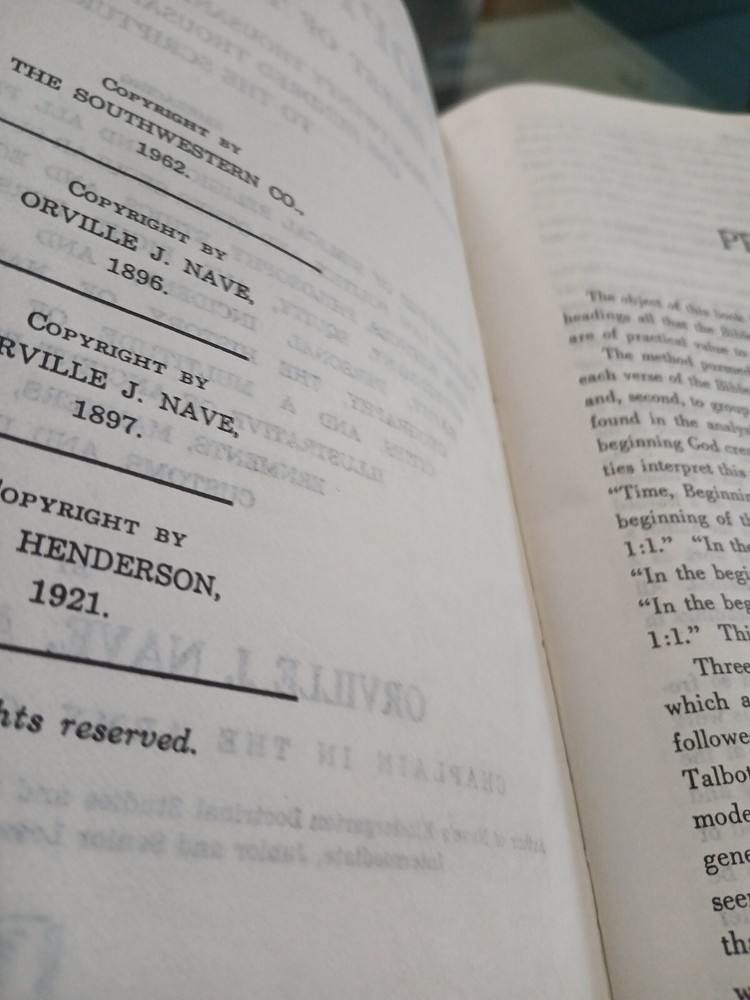 COPYRIGHT BY
THE SOUTHWESTERN CO.,
1962.
COPYRIGHT BY
ORVILLE J. NAVE,
1896.
COPYRIGHT BY
RVILLE J. NAVE,
1897.
OPYRIGHT BY
HENDERSON,
1921.
hts reserved.
The object of this book
headings all that the Bible
are of practical value to
The method pursued
each verse of the Bible
and, second, to group
found in the analy
beginning God cre
ties interpret this
“Time, Beginni
beginning of t
1:1.” “In the
“In the begi
“In the beg
1:1.” Thi
Three
which a
followe
Talbot
mode
gene
see
tha
w